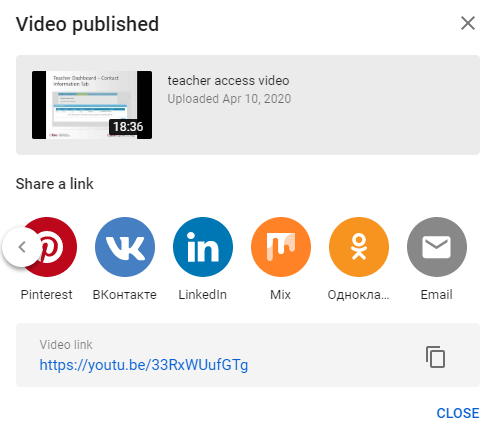 Video published
Teacher Dashboard – Contact
Information Tab
18:36
teacher access video
Uploaded Apr 10, 2020
Share a link
Pinterest
ВКонтакте
LinkedIn
Mix
Однокла...
Email
Video link
https://youtu.be/33RxWUufGTg
CLOSE